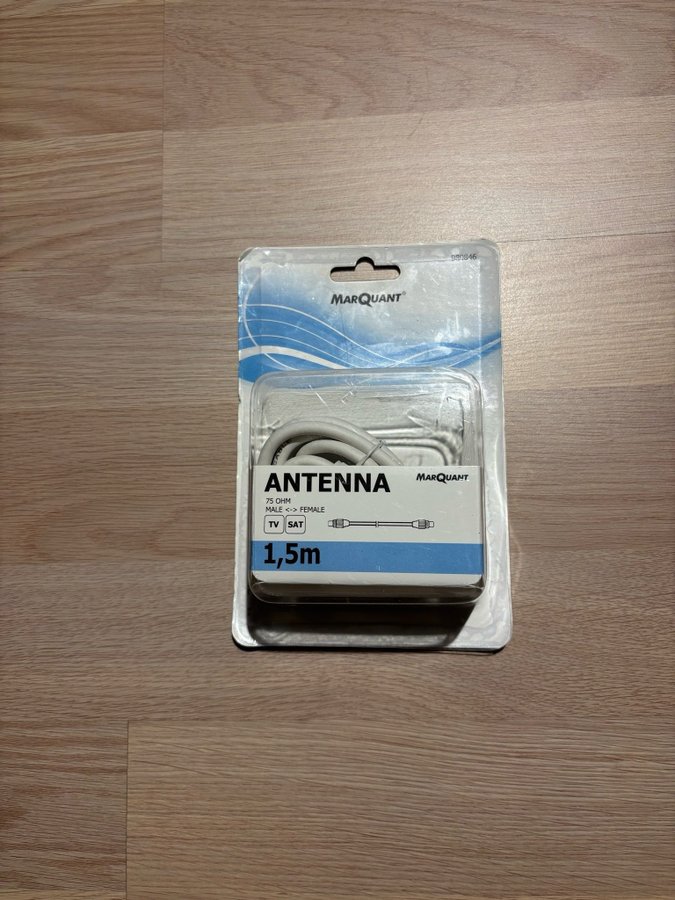 MARQUANT®
ANTENNA
MARQUANT
75 OHM
MALE <-> FEMALE
TV SAT
1,5m